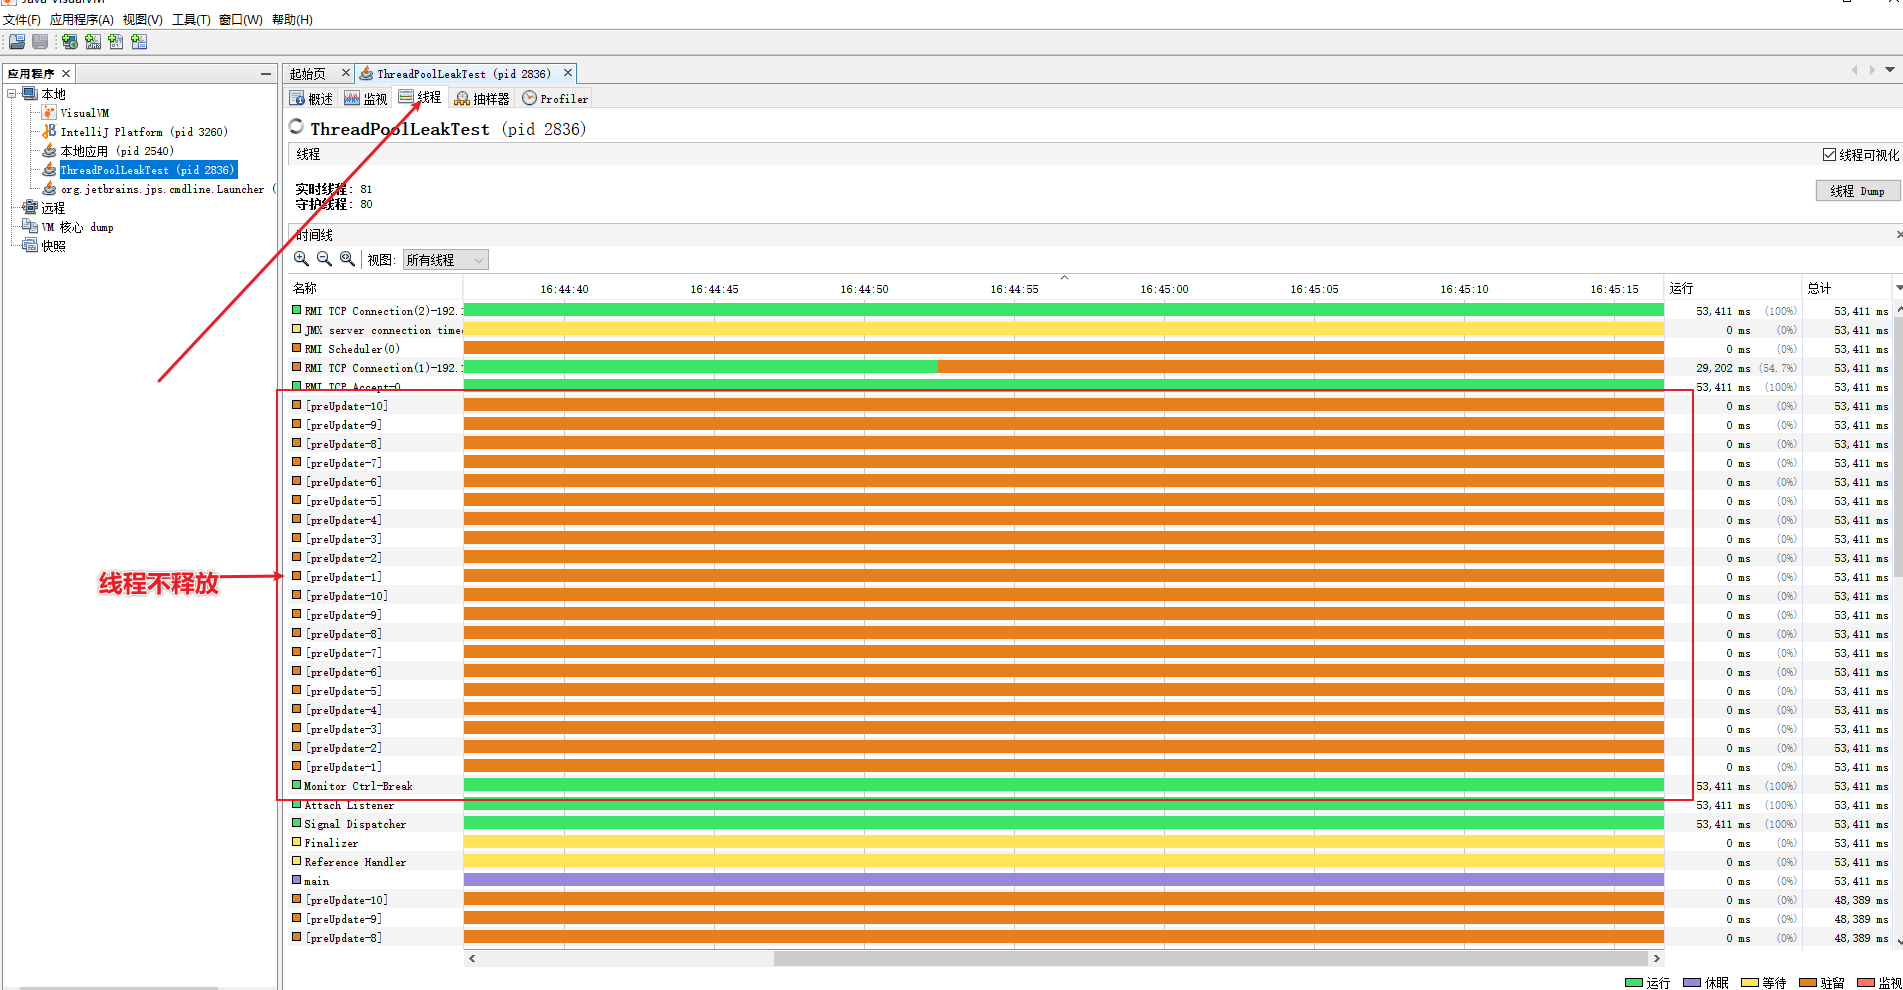 Java VisualVM
文件(F) 应用程序(A) 视图(V) 工具(T) 窗口(W) 帮助(H)
应用程序
本地
VisualVM
IntelliJ Platform (pid 3260)
本地应用 (pid 2540)
ThreadPoolLeakTest (pid 2836)
org.jetbrains.jps.cmdline.Launcher (
远程
VM 核心 dump
快照
起始页 ThreadPoolLeakTest (pid 2836)
概述 监视 线程 抽样器 Profiler
ThreadPoolLeakTest (pid 2836)
线程 线程可视化
实时线程: 81
守护线程: 80
线程 Dump
时间线
视图: 所有线程
名称 16:44:40 16:44:45 16:44:50 16:44:55 16:45:00 16:45:05 16:45:10 16:45:15 运行 总计
RMI TCP Connection(2)-192. 53,411 ms (100%) 53,411 ms
JMX server connection time 0 ms (0%) 53,411 ms
RMI Scheduler(0) 0 ms (0%) 53,411 ms
RMI TCP Connection(1)-192. 29,202 ms (54.7%) 53,411 ms
RMI TCP Accept-0 53,411 ms (100%) 53,411 ms
[preUpdate-10] 0 ms (0%) 53,411 ms
[preUpdate-9] 0 ms (0%) 53,411 ms
[preUpdate-8] 0 ms (0%) 53,411 ms
[preUpdate-7] 0 ms (0%) 53,411 ms
[preUpdate-6] 0 ms (0%) 53,411 ms
[preUpdate-5] 0 ms (0%) 53,411 ms
[preUpdate-4] 0 ms (0%) 53,411 ms
[preUpdate-3] 0 ms (0%) 53,411 ms
[preUpdate-2] 0 ms (0%) 53,411 ms
[preUpdate-1] 0 ms (0%) 53,411 ms
线程不释放
[preUpdate-10] 0 ms (0%) 53,411 ms
[preUpdate-9] 0 ms (0%) 53,411 ms
[preUpdate-8] 0 ms (0%) 53,411 ms
[preUpdate-7] 0 ms (0%) 53,411 ms
[preUpdate-6] 0 ms (0%) 53,411 ms
[preUpdate-5] 0 ms (0%) 53,411 ms
[preUpdate-4] 0 ms (0%) 53,411 ms
[preUpdate-3] 0 ms (0%) 53,411 ms
[preUpdate-2] 0 ms (0%) 53,411 ms
[preUpdate-1] 0 ms (0%) 53,411 ms
Monitor Ctrl-Break 53,411 ms (100%) 53,411 ms
Attach Listener 53,411 ms (100%) 53,411 ms
Signal Dispatcher 53,411 ms (100%) 53,411 ms
Finalizer 0 ms (0%) 53,411 ms
Reference Handler 0 ms (0%) 53,411 ms
main 0 ms (0%) 53,411 ms
[preUpdate-10] 0 ms (0%) 48,389 ms
[preUpdate-9] 0 ms (0%) 48,389 ms
[preUpdate-8] 0 ms (0%) 48,389 ms
运行 休眠 等待 驻留 监视